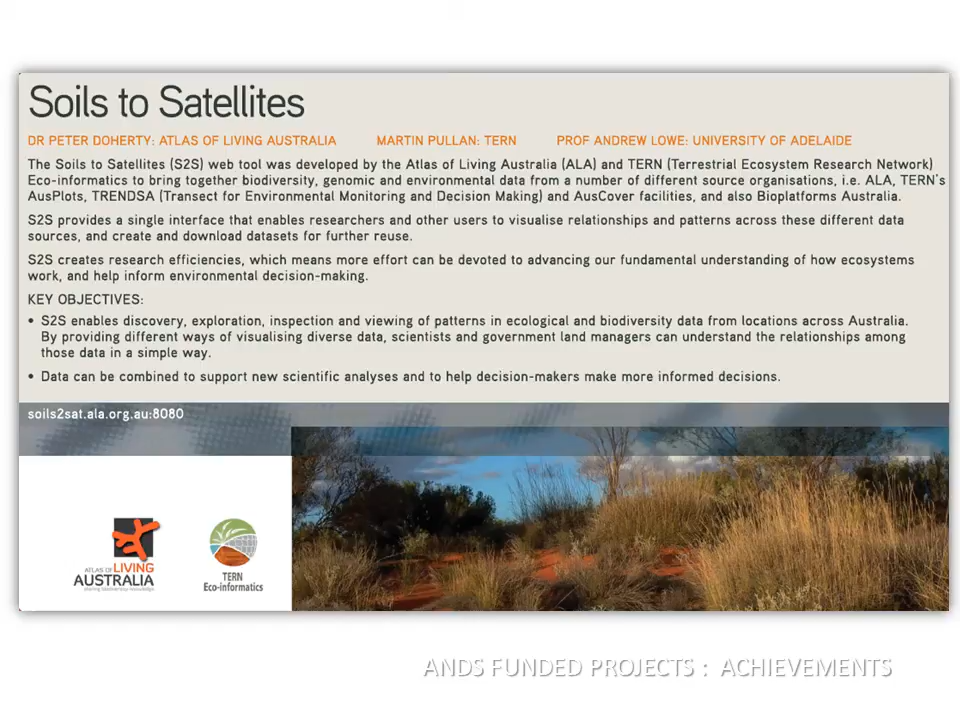 Soils to Satellites
DR PETER DOHERTY: ATLAS OF LIVING AUSTRALIA MARTIN PULLAN: TERN PROF ANDREW LOWE: UNIVERSITY OF ADELAIDE
The Soils to Satellites (S2S) web tool was developed by the Atlas of Living Australia (ALA) and TERN (Terrestrial Ecosystem Research Network)
Eco-informatics to bring together biodiversity, genomic and environmental data from a number of different source organisations, i.e. ALA, TERN's
AusPlots, TRENDSA (Transect for Environmental Monitoring and Decision Making) and AusCover facilities, and also Bioplatforms Australia.
S2S provides a single interface that enables researchers and other users to visualise relationships and patterns across these different data
sources, and create and download datasets for further reuse.
S2S creates research efficiencies, which means more effort can be devoted to advancing our fundamental understanding of how ecosystems
work, and help inform environmental decision-making.
KEY OBJECTIVES:
• S2S enables discovery, exploration, inspection and viewing of patterns in ecological and biodiversity data from locations across Australia.
By providing different ways of visualising diverse data, scientists and government land managers can understand the relationships among
those data in a simple way.
• Data can be combined to support new scientific analyses and to help decision-makers make more informed decisions.
soils2sat.ala.org.au:8080
ATLAS OF LIVING
AUSTRALIA
sharing biodiversity knowledge
TERN
Eco-informatics
ANDS FUNDED PROJECTS : ACHIEVEMENTS